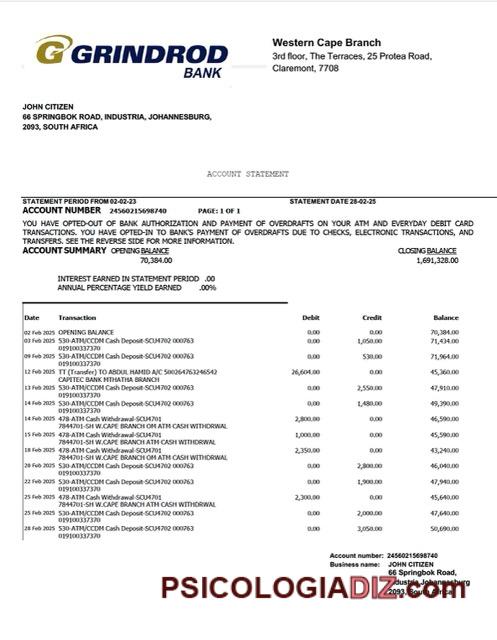 GRINDROD
BANK
Western Cape Branch
3rd floor, The Terraces, 25 Protea Road,
Claremont, 7708
JOHN CITIZEN
66 SPRINGBOK ROAD, INDUSTRIA, JOHANNESBURG,
2093, SOUTH AFRICA
ACCOUNT STATEMENT
STATEMENT PERIOD FROM 02-02-23 STATEMENT DATE 28-02-25
ACCOUNT NUMBER 24560215698740 PAGE: 1 OF 1
YOU HAVE OPTED-OUT OF BANK AUTHORIZATION AND PAYMENT OF OVERDRAFTS ON YOUR ATM AND EVERYDAY DEBIT CARD
TRANSACTIONS. YOU HAVE OPTED-IN TO BANK'S PAYMENT OF OVERDRAFTS DUE TO CHECKS, ELECTRONIC TRANSACTIONS, AND
TRANSFERS. SEE THE REVERSE SIDE FOR MORE INFORMATION.
ACCOUNT SUMMARY OPENING BALANCE CLOSING BALANCE
70,384.00 1,691,328.00
INTEREST EARNED IN STATEMENT PERIOD .00
ANNUAL PERCENTAGE YIELD EARNED .00%
Date Transaction Debit Credit Balance
02 Feb 2025 OPENING BALANCE 0.00 0.00 70,384.00
03 Feb 2025 530-ATM/CCDM Cash Deposit-SCU4702 000763 0.00 1,050.00 71,434.00
019100337370
09 Feb 2025 530-ATM/CCDM Cash Deposit-SCU4702 000763 0.00 530.00 71,964.00
019100337370
12 Feb 2025 TT (Transfer) TO ABDUL HAMID A/C 500264763246542 26,604.00 0.00 45,360.00
CAPITEC BANK MTHATHA BRANCH
13 Feb 2025 530-ATM/CCDM Cash Deposit-SCU4702 000763 0.00 2,550.00 47,910.00
019100337370
14 Feb 2025 530-ATM/CCDM Cash Deposit-SCU4702 000763 0.00 1,480.00 49,390.00
019100337370
14 Feb 2025 478-ATM Cash Withdrawal-SCU4701 2,800.00 0.00 46,590.00
7844701-SH W.CAPE BRANCH OM ATM CASH WITHDRWAL
15 Feb 2025 478-ATM Cash Withdrawal-SCU4701 1,000.00 0.00 45,590.00
7844701-SH W.CAPE BRANCH ATM CASH WITHDRWAL
18 Feb 2025 478-ATM Cash Withdrawal-SCU4701 2,350.00 0.00 43,240.00
7844701-SH W.CAPE BRANCH OM ATM CASH WITHDRWAL
20 Feb 2025 530-ATM/CCDM Cash Deposit-SCU4702 000763 0.00 2,800.00 46,040.00
019100337370
22 Feb 2025 530-ATM/CCDM Cash Deposit-SCU4702 000763 0.00 1,900.00 47,940.00
019100337370
25 Feb 2025 478-ATM Cash Withdrawal-SCU4701 2,300.00 0.00 45,640.00
7844701-SH W.CAPE BRANCH ATM CASH WITHDRWAL
25 Feb 2025 530-ATM/CCDM Cash Deposit-SCU4702 000763 0.00 2,000.00 47,640.00
019100337370
28 Feb 2025 530-ATM/CCDM Cash Deposit-SCU4702 000763 0.00 3,050.00 50,690.00
019100337370
Account number: 24560215698740
Business name: JOHN CITIZEN
66 Springbok Road,
Industria, Johannesburg
2093, South Africa
PSICOLOGIADIZ.com